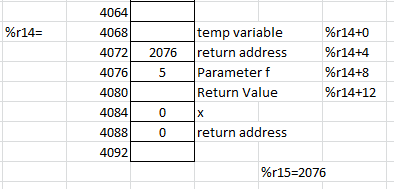 4064
%r14= 4068 temp variable %r14+0
4072 2076 return address %r14+4
4076 5 Parameter f %r14+8
4080 Return Value %r14+12
4084 0 x
4088 0 return address
4092
%r15=2076